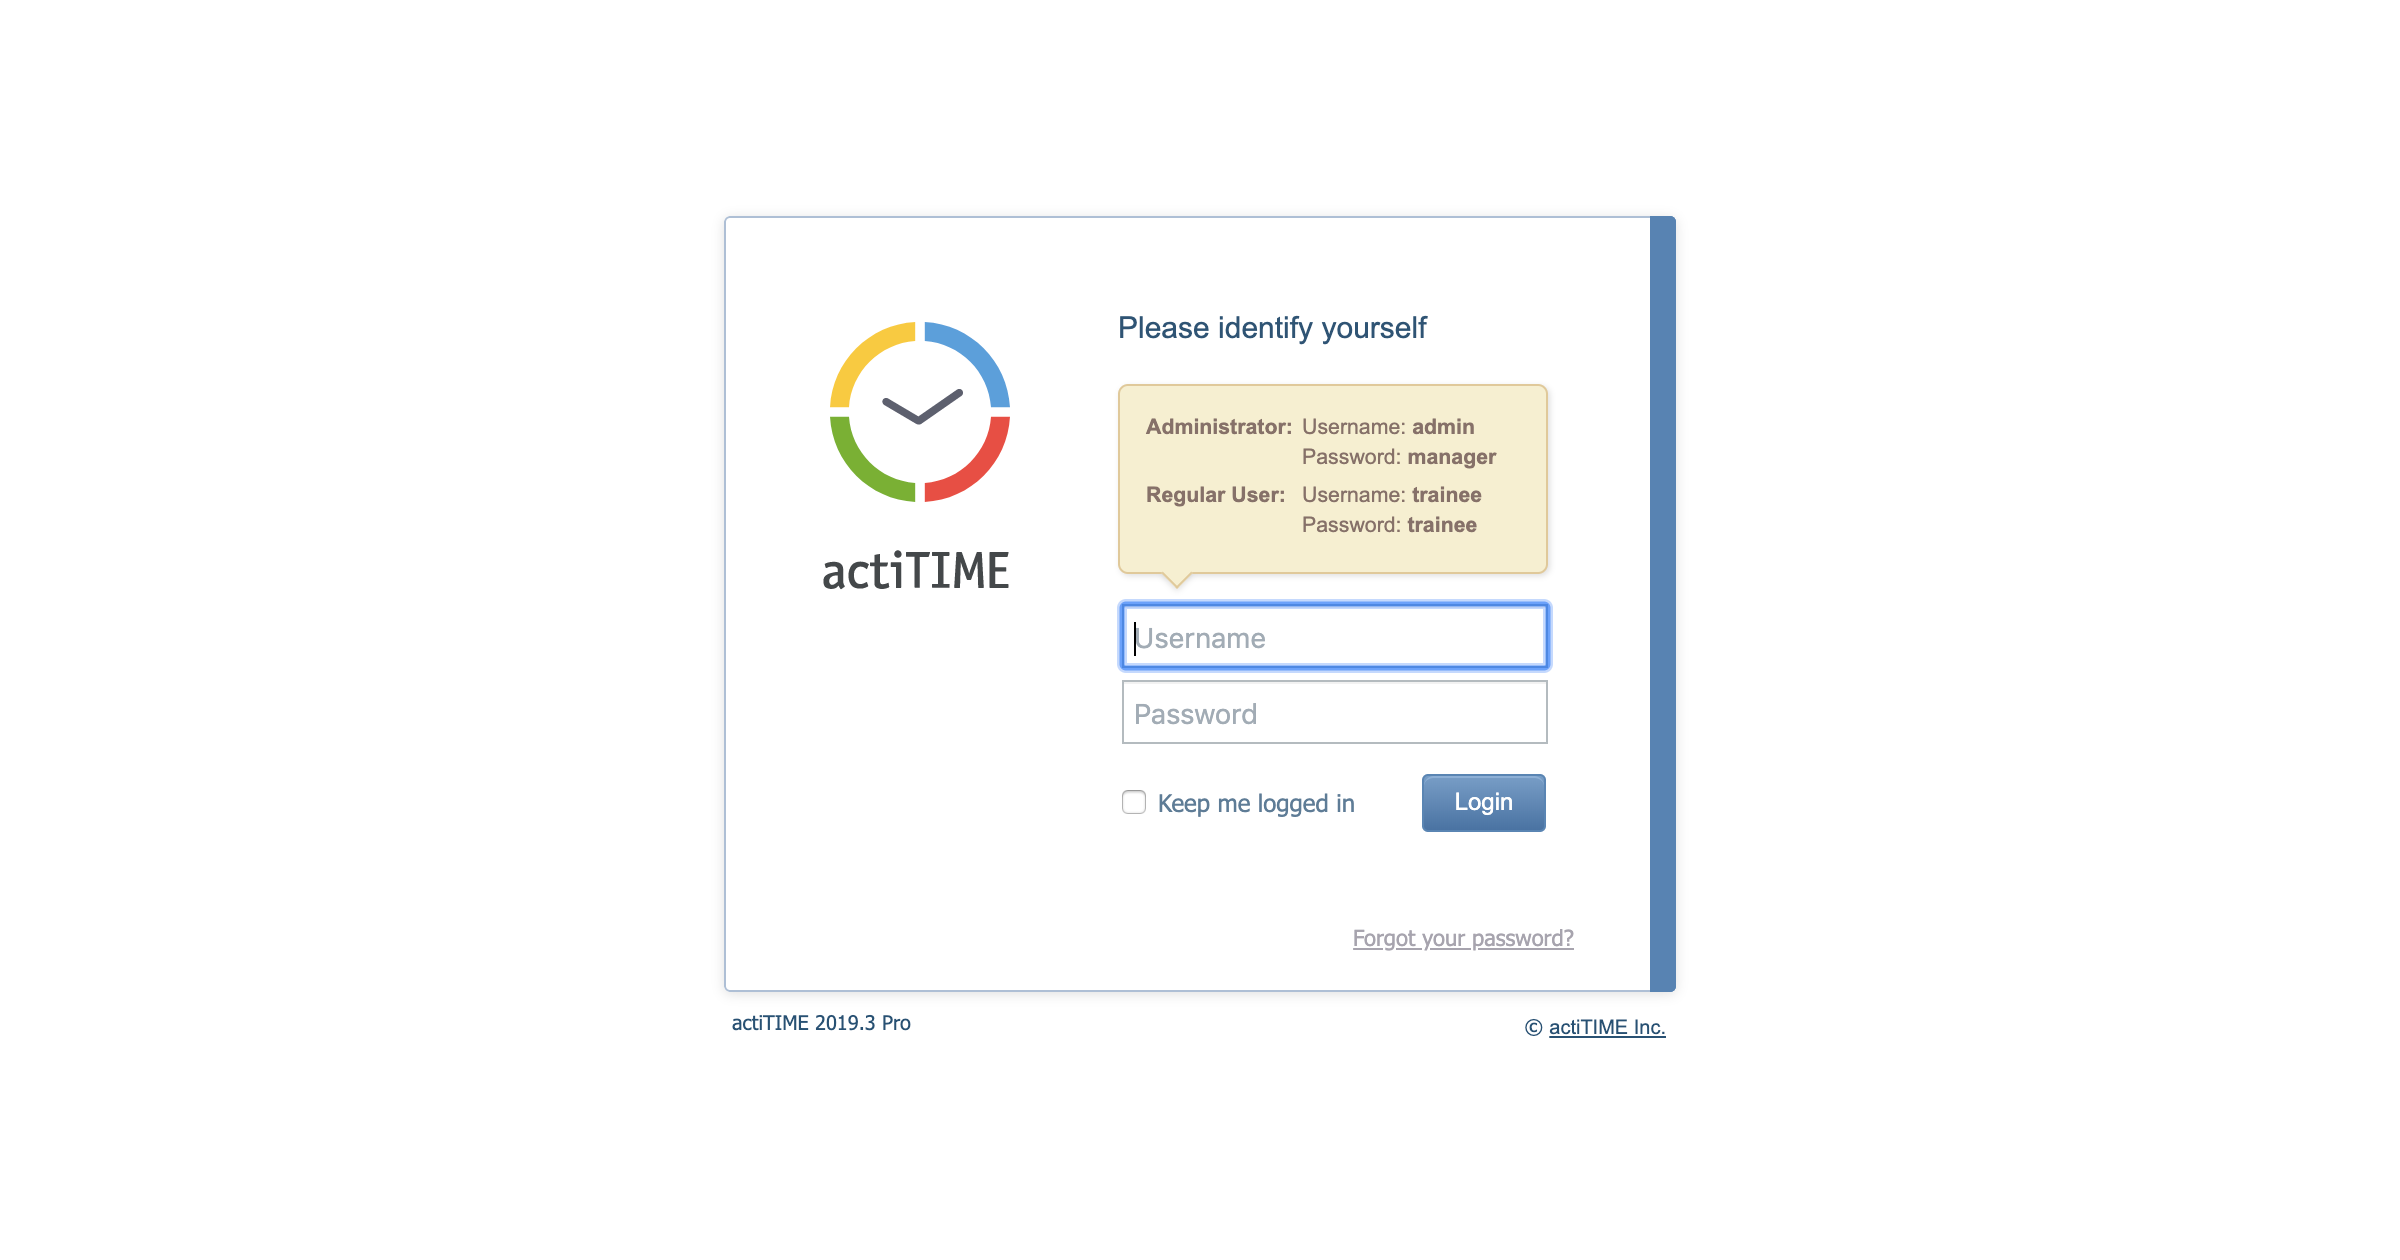 Please identify yourself
Administrator: Username: admin
Password: manager
Regular User: Username: trainee
Password: trainee
actiTIME
Username
Password
Keep me logged in
Login
Forgot your password?
actiTIME 2019.3 Pro
© actiTIME Inc.